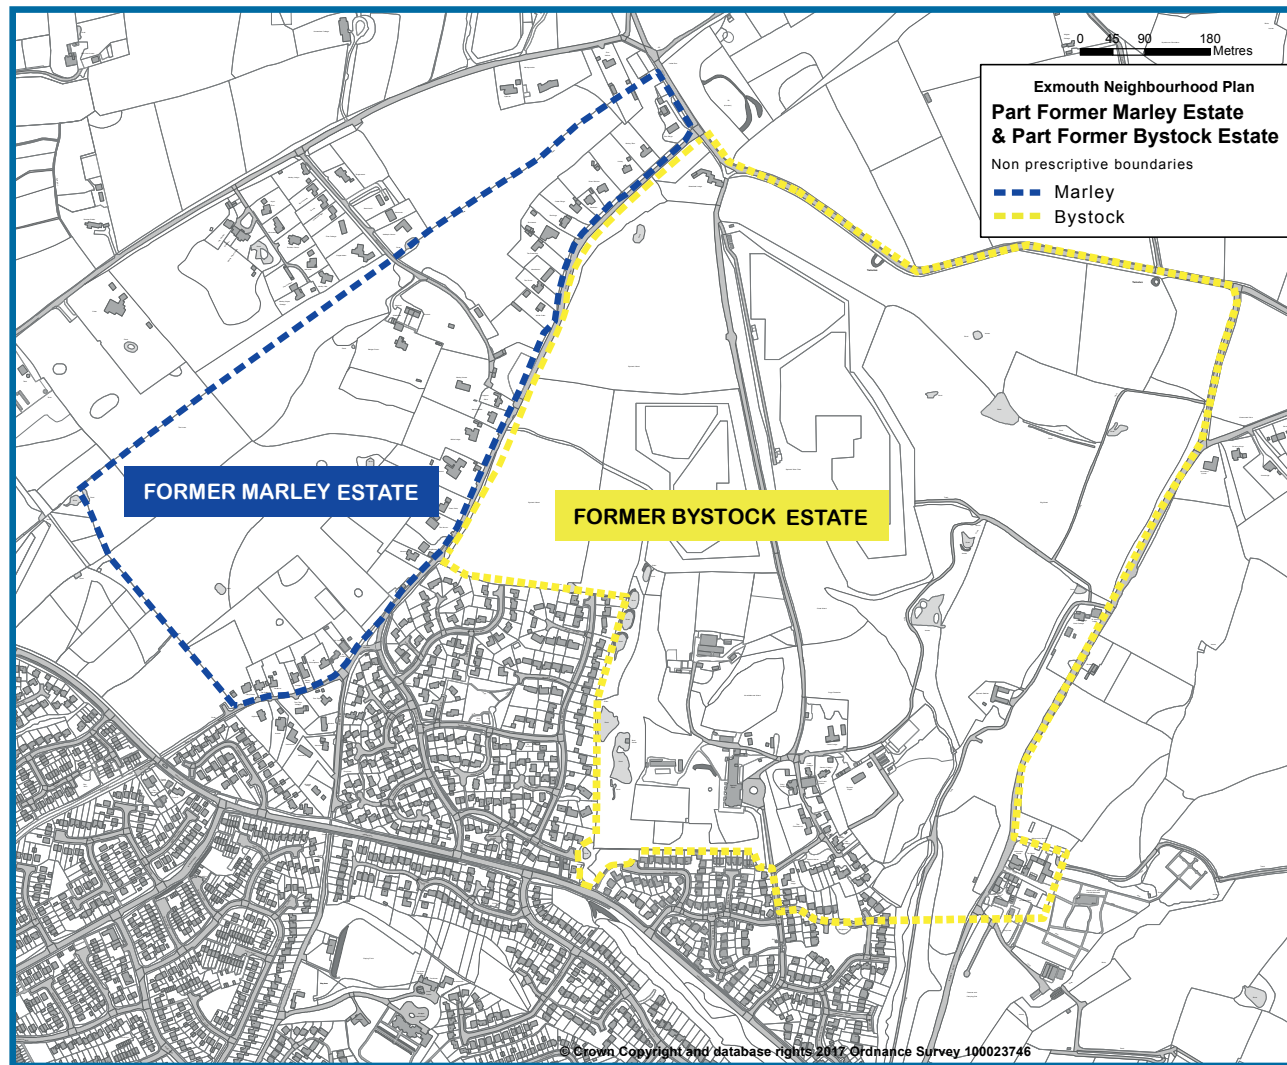 0 45 90 180
Metres
Exmouth Neighbourhood Plan
Part Former Marley Estate
& Part Former Bystock Estate
Non prescriptive boundaries
Marley
Bystock
FORMER MARLEY ESTATE
FORMER BYSTOCK ESTATE
© Crown Copyright and database rights 2017 Ordnance Survey 100023746